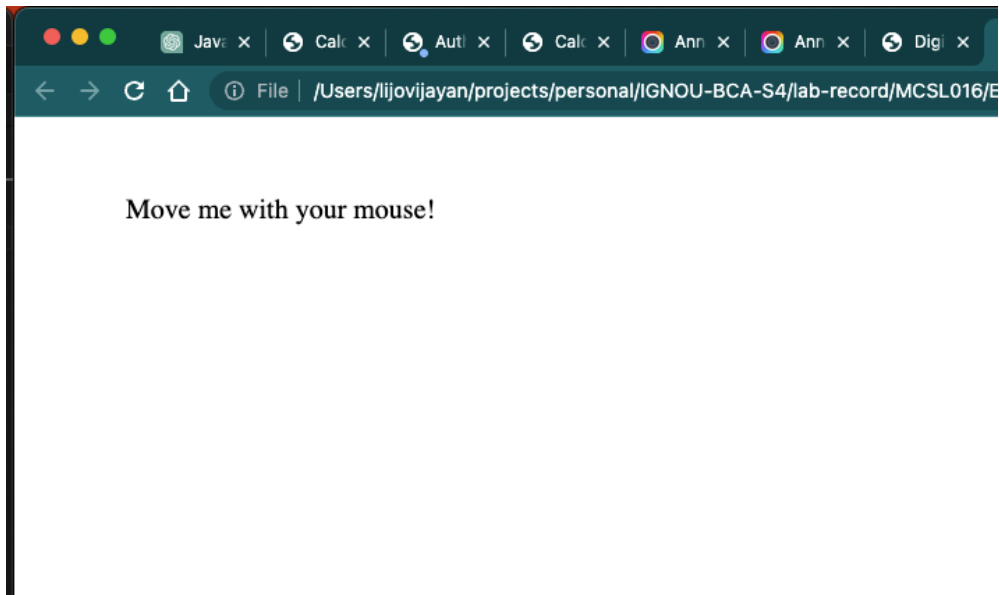 Java
Calc
Auth
Calc
Ann
Ann
Digi
File /Users/lijovijayan/projects/personal/IGNOU-BCA-S4/lab-record/MCSL016/E
Move me with your mouse!